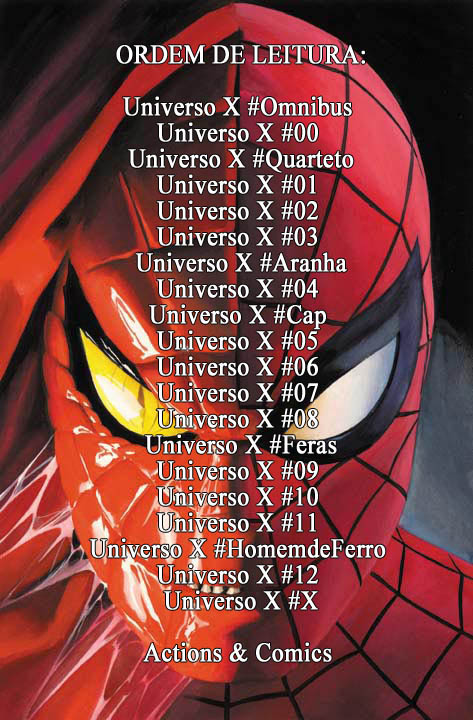 ORDEM DE LEITURA:
Universo X #Omnibus
Universo X #00
Universo X #Quarteto
Universo X #01
Universo X #02
Universo X #03
Universo X #Aranha
Universo X #04
Universo X #Cap
Universo X #05
Universo X #06
Universo X #07
Universo X #08
Universo X #Feras
Universo X #09
Universo X #10
Universo X #11
Universo X #HomemdeFerro
Universo X #12
Universo X #X
Actions & Comics